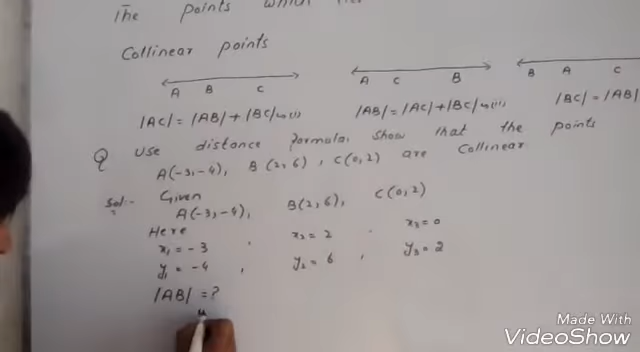 The points which
Collinear points
A B C
A C B
B A C
|AC| = |AB| + |BC| → (i)
|AB| = |AC| + |BC| → (ii)
|BC| = |AB|
Q Use distance formula, show that the points
A(-3,-4), B(2,6), C(0,2) are Collinear
Sol:- Given
A(-3,-4), B(2,6), C(0,2)
Here
x₁ = -3 , x₂ = 2 , x₃ = 0
y₁ = -4 , y₂ = 6 , y₃ = 2
|AB| = ?
Made With
VideoShow